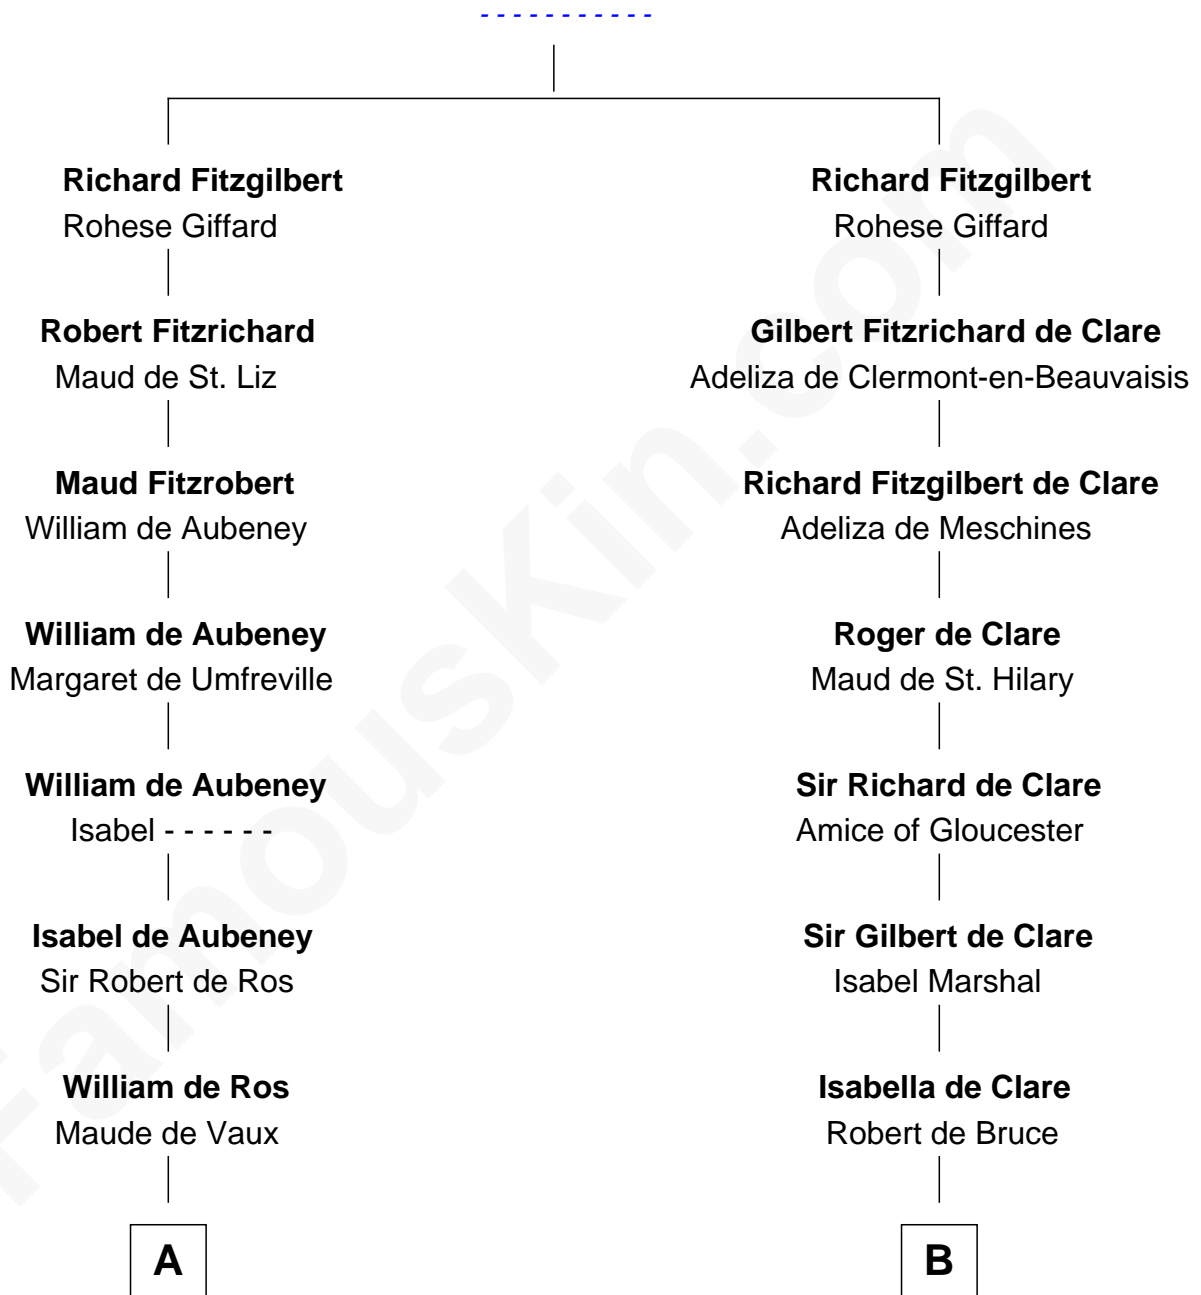 - - - - - - - - - - -
Richard Fitzgilbert
Rohese Giffard
Robert Fitzrichard
Maud de St. Liz
Maud Fitzrobert
William de Aubeney
William de Aubeney
Margaret de Umfreville
William de Aubeney
Isabel - - - - - -
Isabel de Aubeney
Sir Robert de Ros
William de Ros
Maude de Vaux
A
Richard Fitzgilbert
Rohese Giffard
Gilbert Fitzrichard de Clare
Adeliza de Clermont-en-Beauvaisis
Richard Fitzgilbert de Clare
Adeliza de Meschines
Roger de Clare
Maud de St. Hilary
Sir Richard de Clare
Amice of Gloucester
Sir Gilbert de Clare
Isabel Marshal
Isabella de Clare
Robert de Bruce
B
FamousKin.com